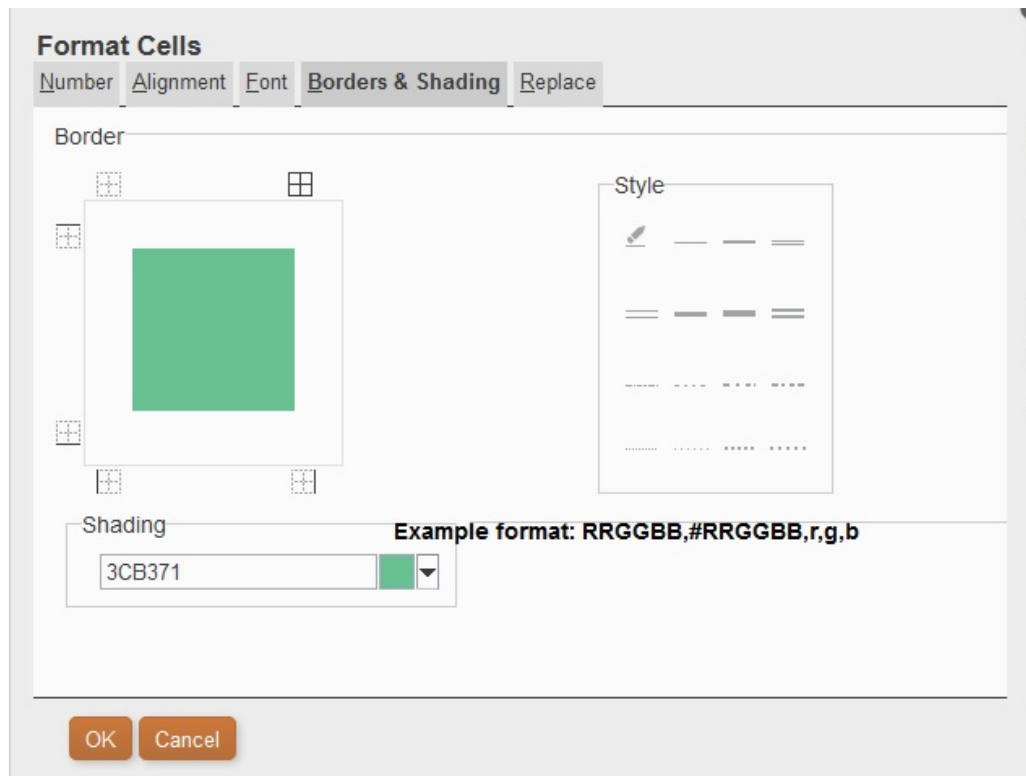 Format Cells
Number Alignment Font Borders & Shading Replace
Border
Style
Shading
Example format: RRGGBB,#RRGGBB,r,g,b
3CB371
OK Cancel